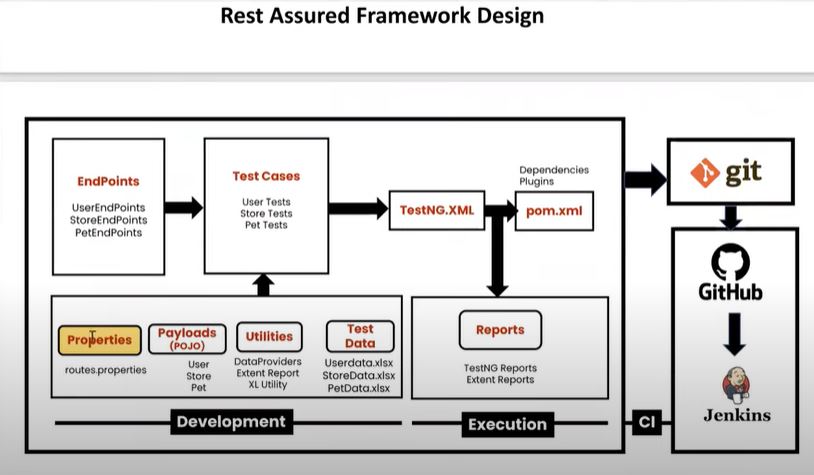 Rest Assured Framework Design
EndPoints
UserEndPoints
StoreEndPoints
PetEndPoints
Test Cases
User Tests
Store Tests
Pet Tests
TestNG.XML
Dependencies
Plugins
pom.xml
git
GitHub
Jenkins
Properties
routes.properties
Payloads
(POJO)
User
Store
Pet
Utilities
DataProviders
Extent Report
XL Utility
Test
Data
Userdata.xlsx
StoreData.xlsx
PetData.xlsx
Reports
TestNG Reports
Extent Reports
Development
Execution
CI